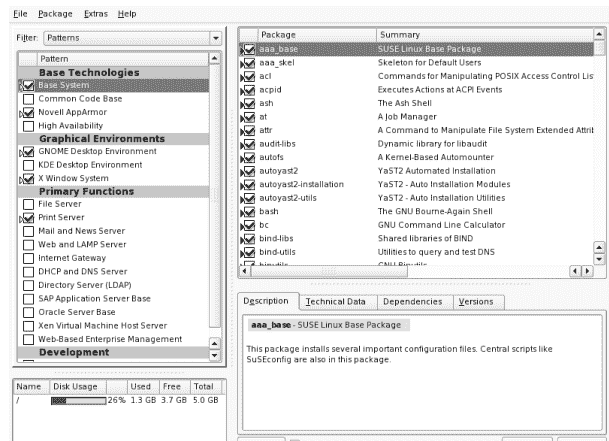 File Package Extras Help
Filter: Patterns
Pattern
Base Technologies
Base System
Common Code Base
Novell AppArmor
High Availability
Graphical Environments
GNOME Desktop Environment
KDE Desktop Environment
X Window System
Primary Functions
File Server
Print Server
Mail and News Server
Web and LAMP Server
Internet Gateway
DHCP and DNS Server
Directory Server (LDAP)
SAP Application Server Base
Oracle Server Base
Xen Virtual Machine Host Server
Web-Based Enterprise Management
Development
Name Disk Usage Used Free Total
/ 26% 1.3 GB 3.7 GB 5.0 GB
Package Summary
aaa_base SUSE Linux Base Package
aaa_skel Skeleton for Default Users
acl Commands for Manipulating POSIX Access Control Lis
acpid Executes Actions at ACPI Events
ash The Ash Shell
at A Job Manager
attr A Command to Manipulate File System Extended Attrib
audit-libs Dynamic library for libaudit
autofs A Kernel-Based Automounter
autoyast2 YaST2 Automated Installation
autoyast2-installation YaST2 - Auto Installation Modules
autoyast2-utils YaST2 - Auto Installation Utilities
bash The GNU Bourne-Again Shell
bc GNU Command Line Calculator
bind-libs Shared libraries of BIND
bind-utils Utilities to query and test DNS
binutils GNU Binutils
Description Technical Data Dependencies Versions
aaa_base - SUSE Linux Base Package
This package installs several important configuration files. Central scripts like
SuSEconfig are also in this package.